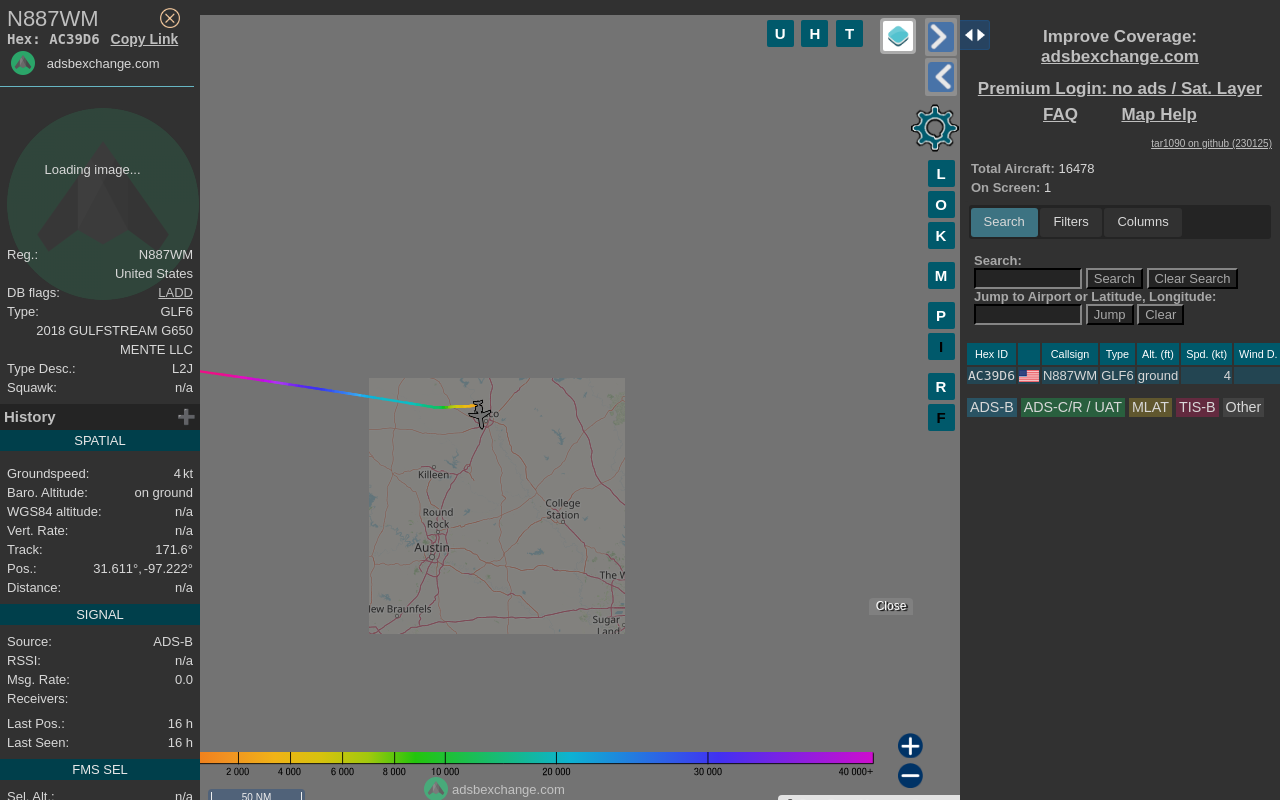 N887WM
Hex: AC39D6 Copy Link
adsbexchange.com
Loading image...
Reg.: N887WM
United States
DB flags: LADD
Type: GLF6
2018 GULFSTREAM G650
MENTE LLC
Type Desc.: L2J
Squawk: n/a
History
SPATIAL
Groundspeed: 4 kt
Baro. Altitude: on ground
WGS84 altitude: n/a
Vert. Rate: n/a
Track: 171.6°
Pos.: 31.611°, -97.222°
Distance: n/a
SIGNAL
Source: ADS-B
RSSI: n/a
Msg. Rate: 0.0
Receivers:
Last Pos.: 16 h
Last Seen: 16 h
FMS SEL
Sel. Alt.: n/a
U H T
L
O
K
M
P
I
R
F
co
Killeen
College
Station
Round
Rock
Austin
The W
New Braunfels
Sugar
Land
Close
2 000 4 000 6 000 8 000 10 000 20 000 30 000 40 000+
adsbexchange.com
50 NM
Improve Coverage:
adsbexchange.com
Premium Login: no ads / Sat. Layer
FAQ Map Help
tar1090 on github (230125)
Total Aircraft: 16478
On Screen: 1
Search Filters Columns
Search:
Search Clear Search
Jump to Airport or Latitude, Longitude:
Jump Clear
Hex ID Callsign Type Alt. (ft) Spd. (kt) Wind D.
AC39D6 N887WM GLF6 ground 4
ADS-B ADS-C/R / UAT MLAT TIS-B Other